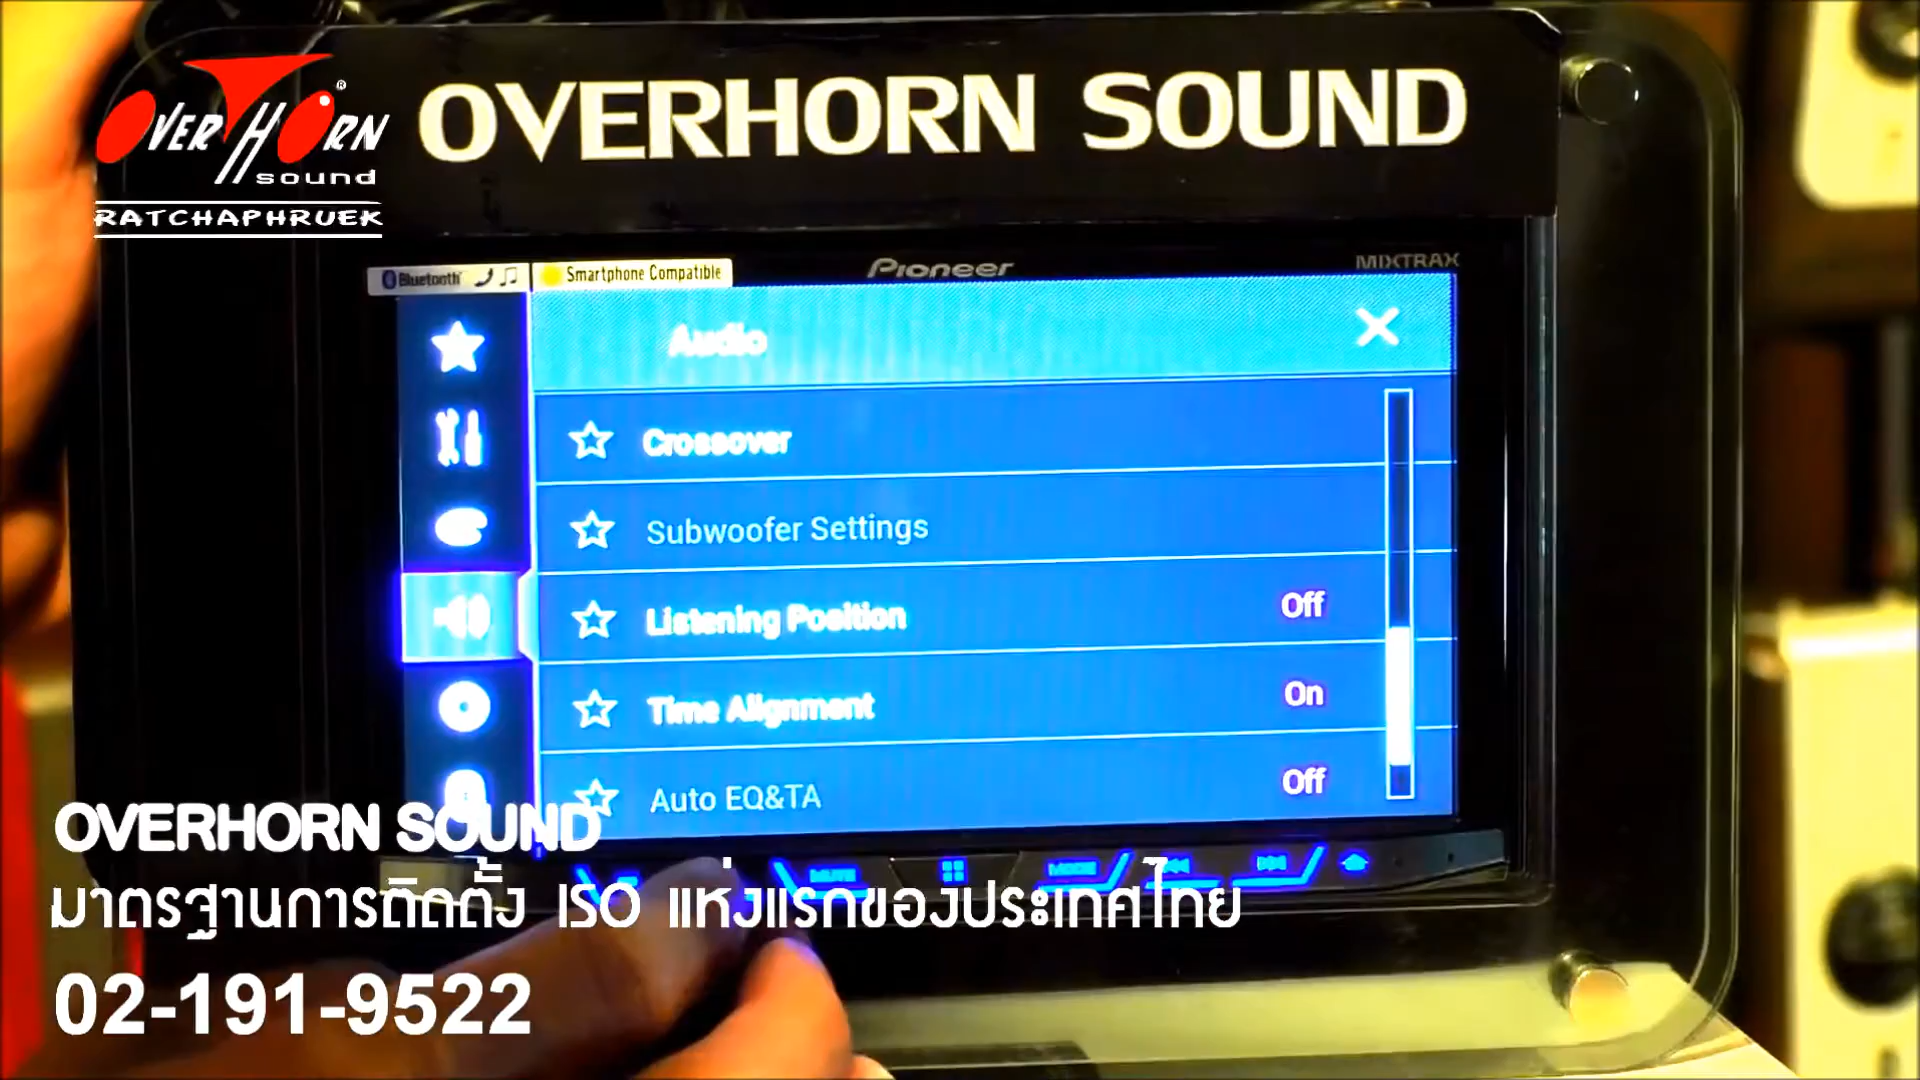 OVERHORN SOUND
OVERHORN®
sound
RATCHAPHRUEK
Bluetooth
Smartphone Compatible
Pioneer
MIXTRAX
Audio
Crossover
Subwoofer Settings
Listening Position Off
Time Alignment On
Auto EQ&TA Off
MUTE
MODE
OVERHORN SOUND
มาตรฐานการติดตั้ง ISO แห่งแรกของประเทศไทย
02-191-9522